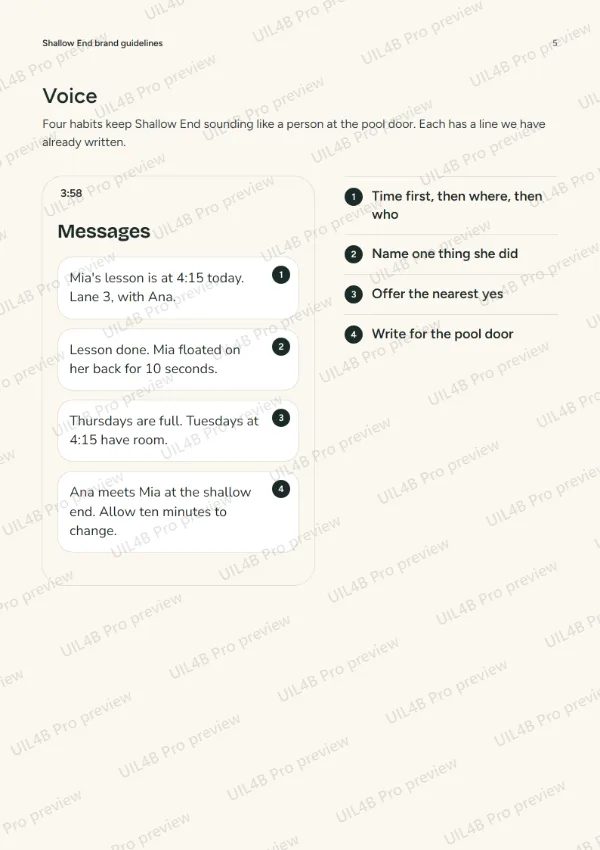 Shallow End brand guidelines
5
Voice
Four habits keep Shallow End sounding like a person at the pool door. Each has a line we have
already written.
3:58
Messages
Mia's lesson is at 4:15 today.
Lane 3, with Ana.
1
Lesson done. Mia floated on
her back for 10 seconds.
2
Thursdays are full. Tuesdays at
4:15 have room.
3
Ana meets Mia at the shallow
end. Allow ten minutes to
change.
4
1 Time first, then where, then
who
2 Name one thing she did
3 Offer the nearest yes
4 Write for the pool door
UIL4B Pro preview